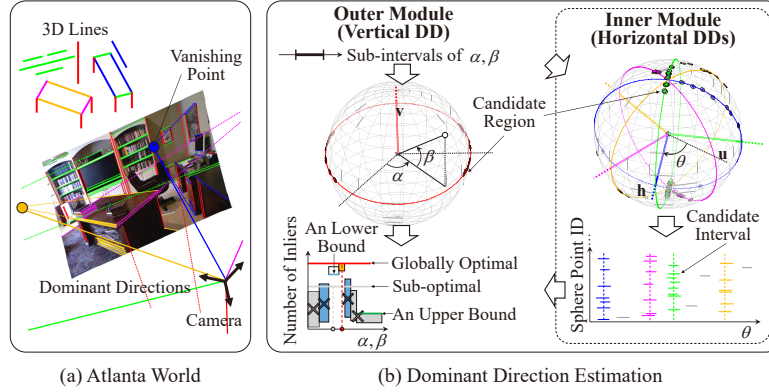 3D Lines
Vanishing
Point
Dominant Directions
Camera
(a) Atlanta World
Outer Module
(Vertical DD)
Sub-intervals of α, β
v
β
α
Candidate
Region
Number of Inliers
An Lower
Bound
Globally Optimal
Sub-optimal
An Upper Bound
α, β
Inner Module
(Horizontal DDs)
u
θ
h
Candidate
Interval
Sphere Point ID
θ
(b) Dominant Direction Estimation